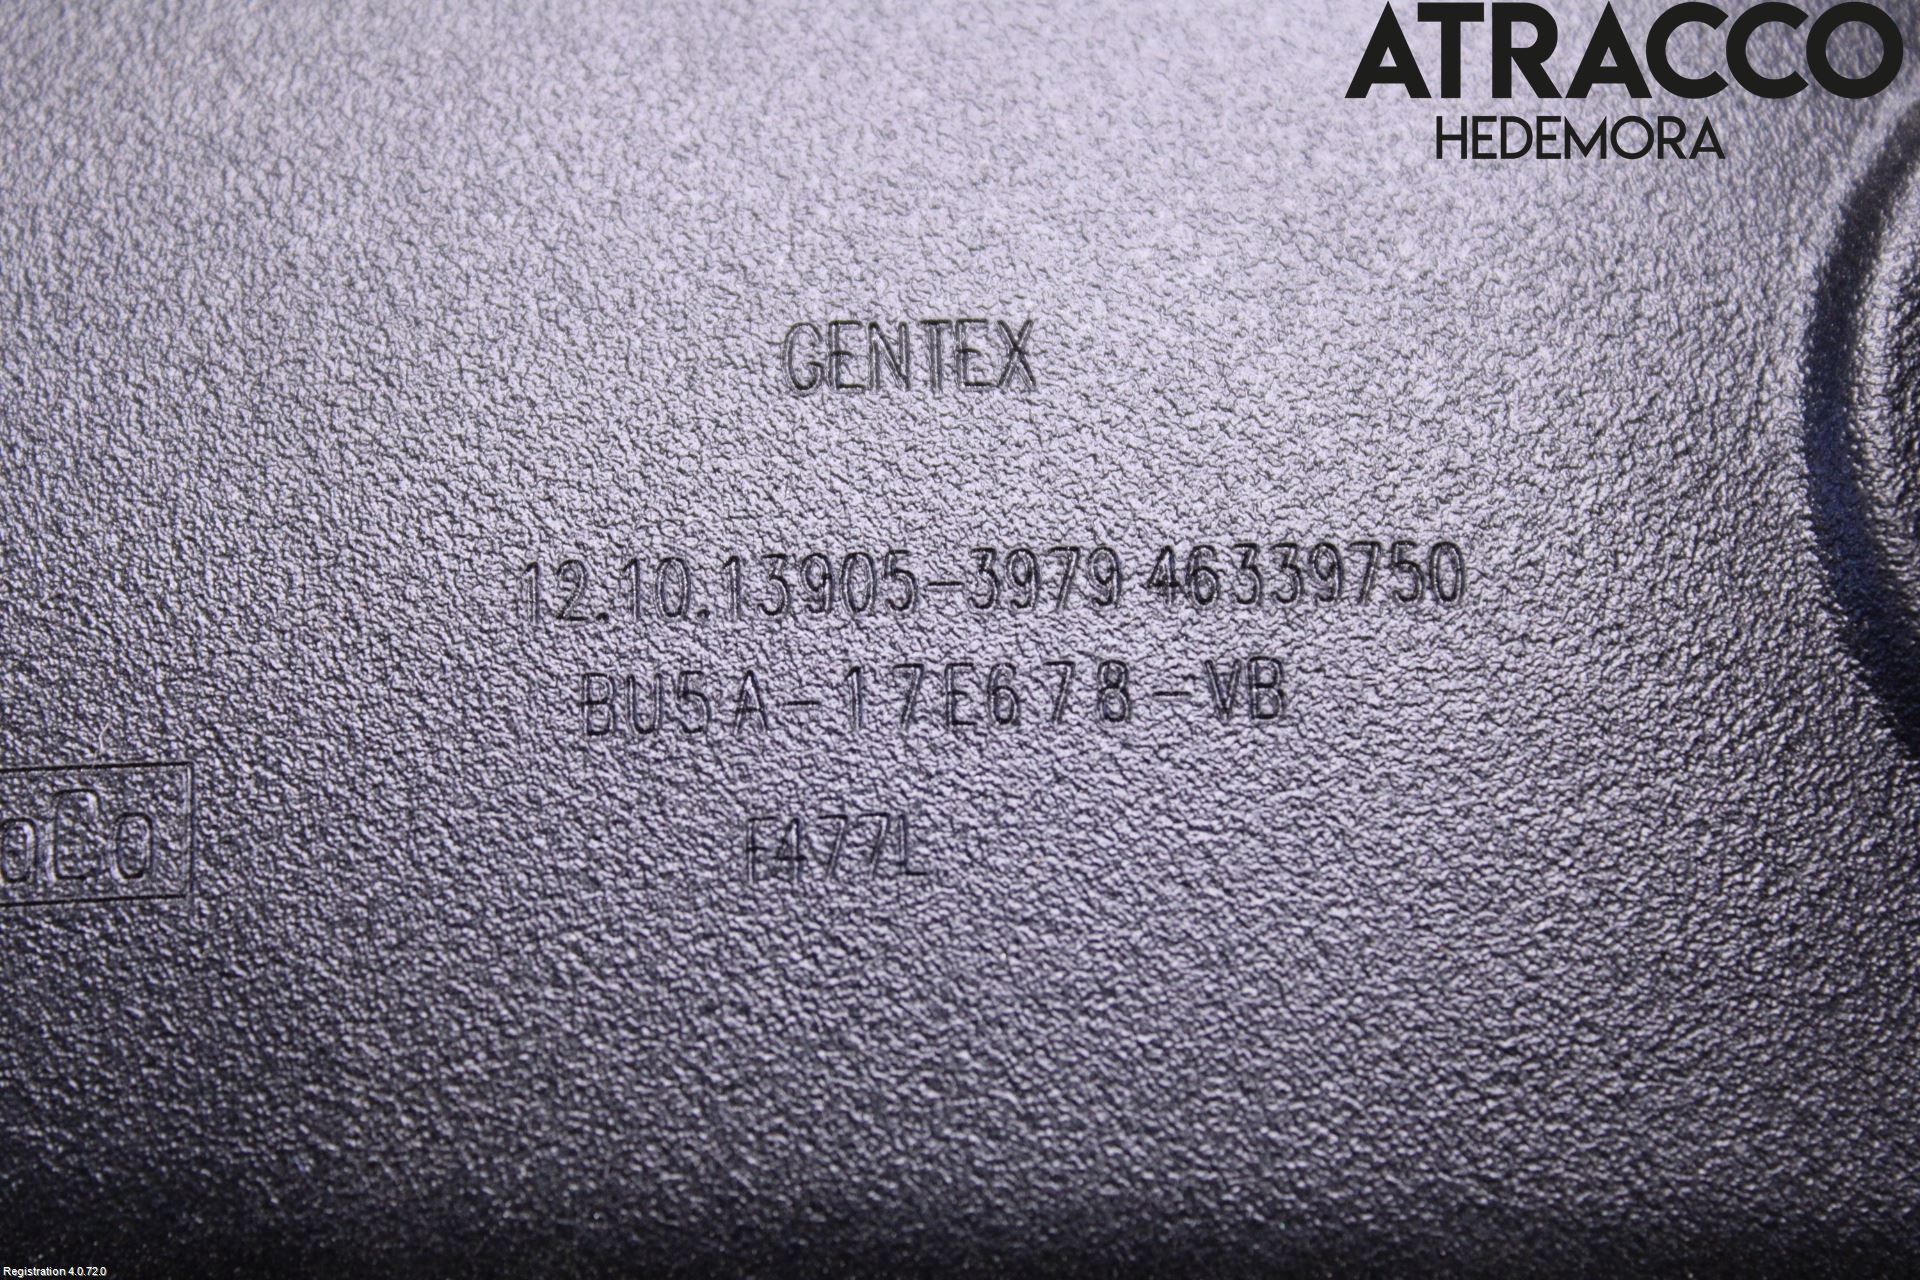 ATRACCO
HEDEMORA
GENTEX
12.10.13905-3979 46339750
BU5A-17E678-VB
F477L
Registration 4.0.72.0